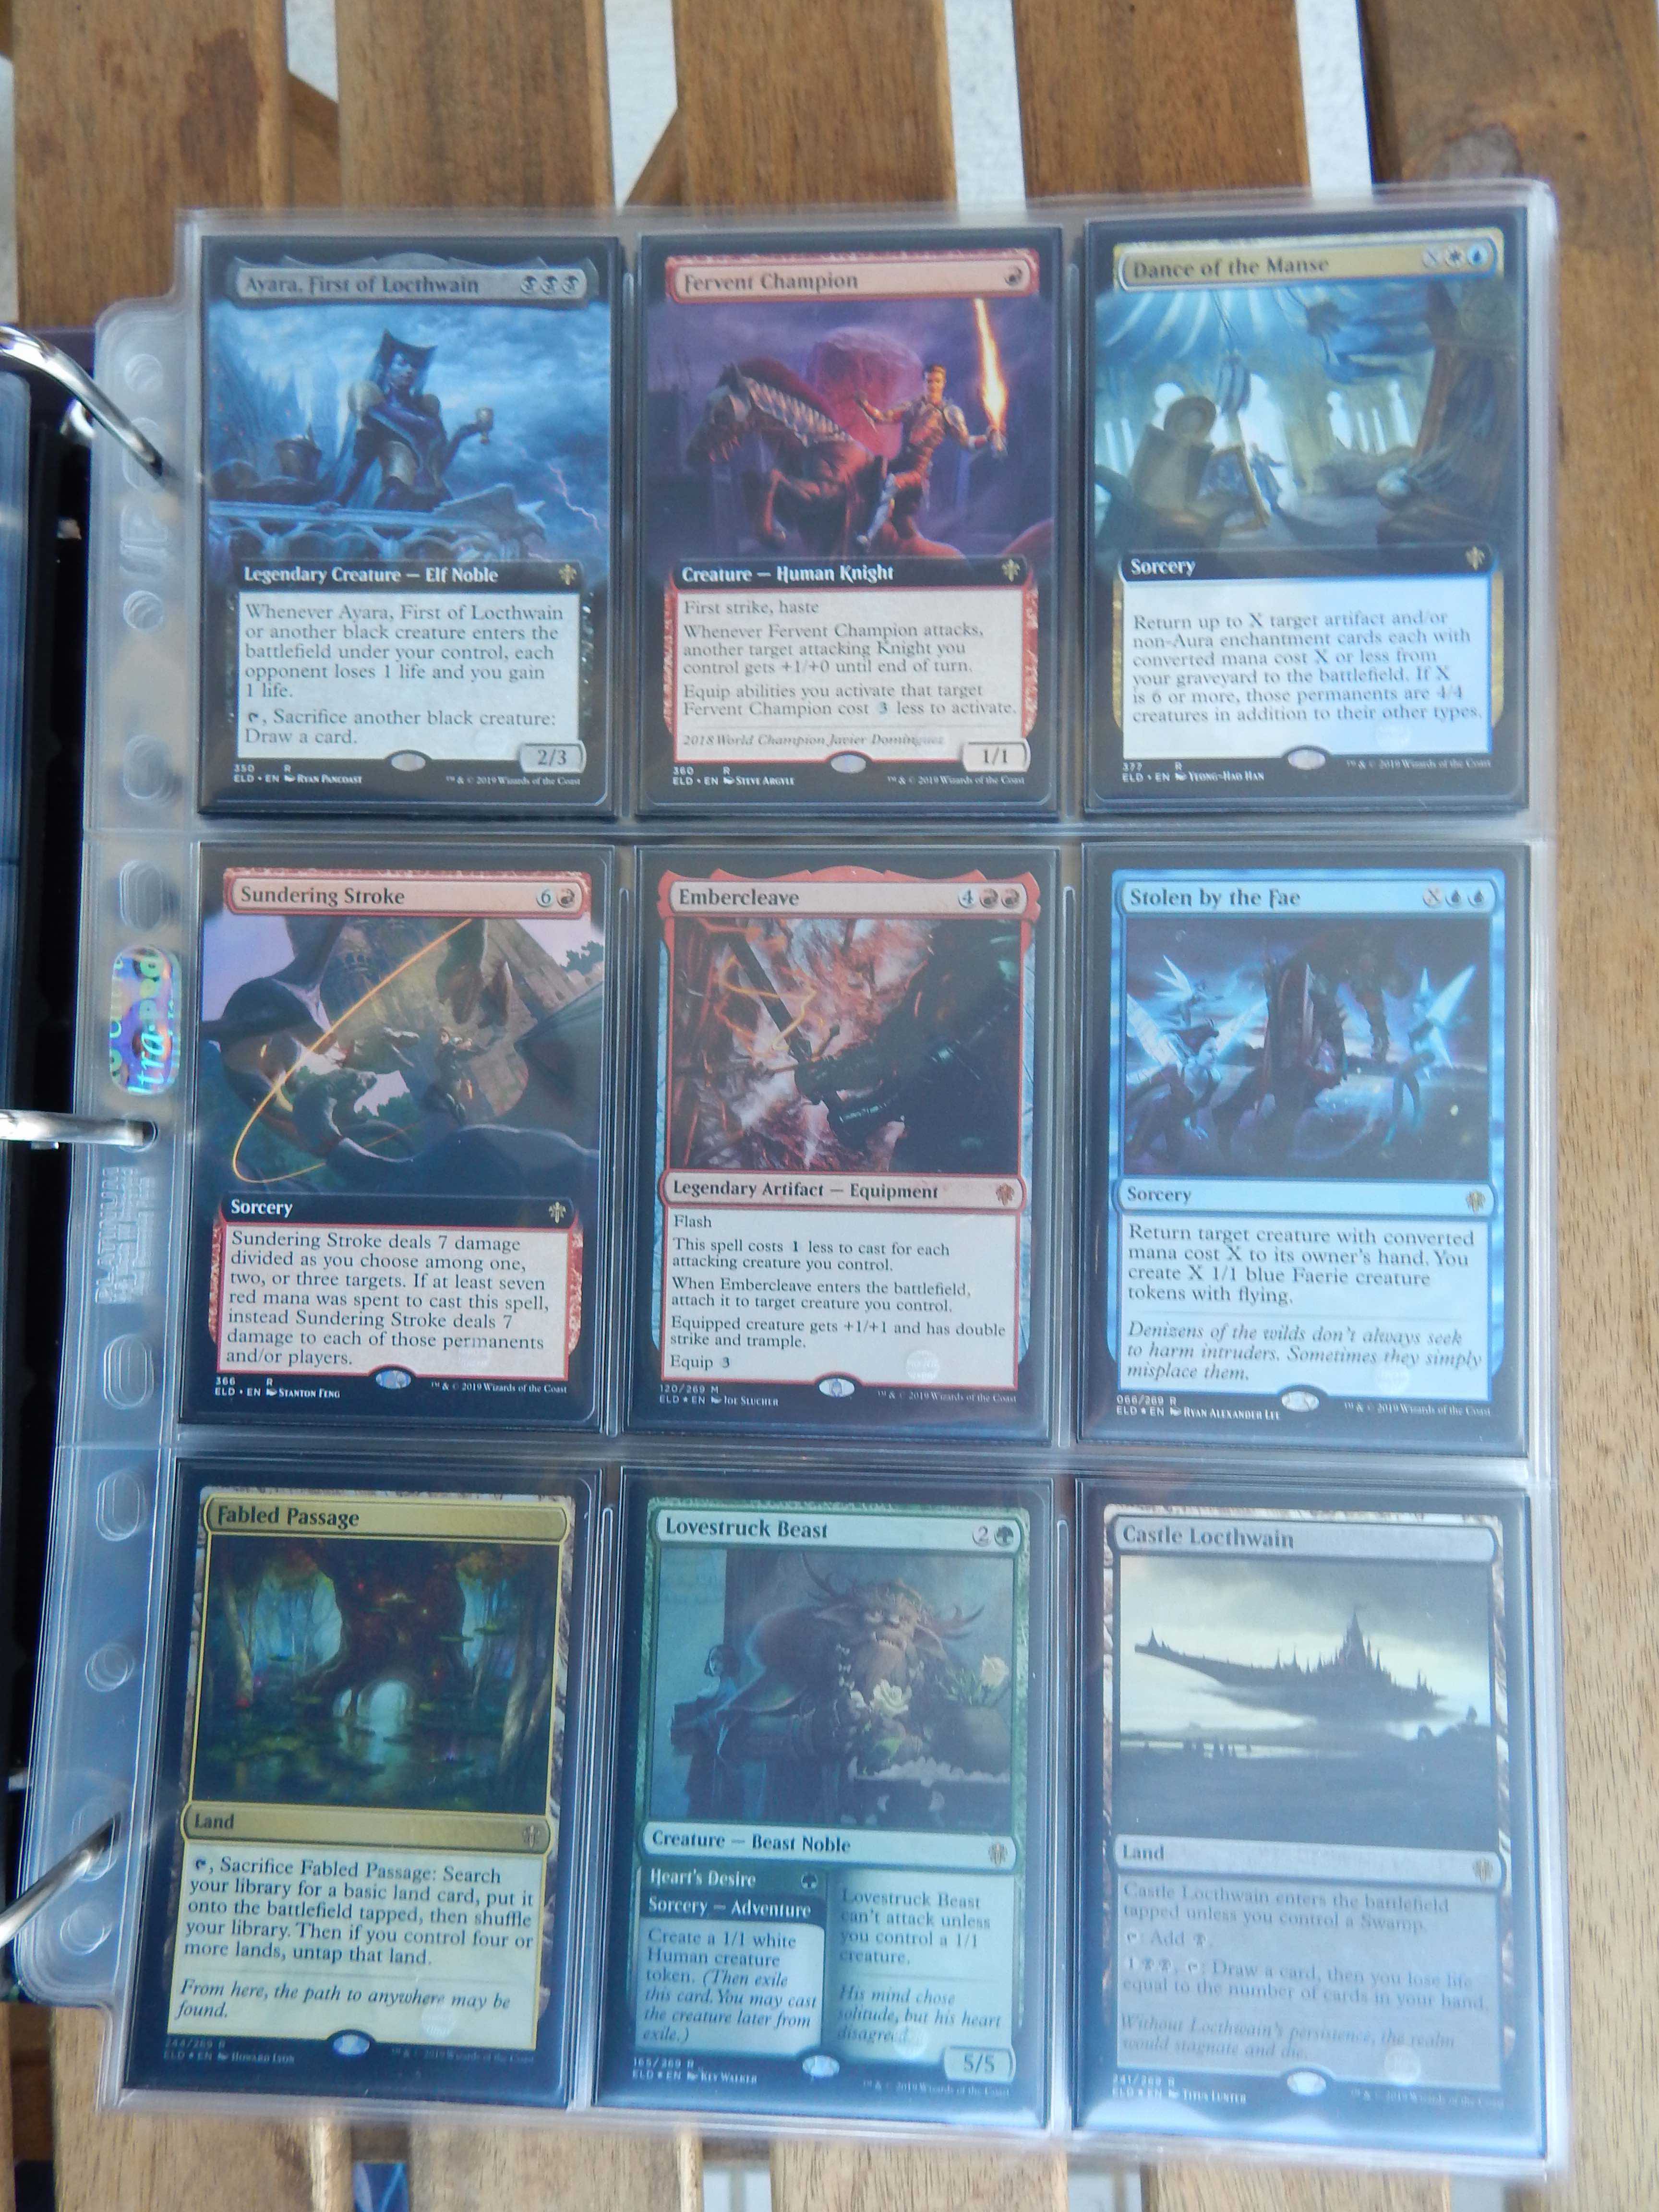 Ayara, First of Locthwain
Legendary Creature — Elf Noble
Whenever Ayara, First of Locthwain
or another black creature enters the
battlefield under your control, each
opponent loses 1 life and you gain
1 life.
, Sacrifice another black creature:
Draw a card.
2/3
350 R
ELD • EN RYAN PANCOAST
™ & © 2019 Wizards of the Coast
Fervent Champion
Creature — Human Knight
First strike, haste
Whenever Fervent Champion attacks,
another target attacking Knight you
control gets +1/+0 until end of turn.
Equip abilities you activate that target
Fervent Champion cost 3 less to activate.
2018 World Champion Javier Dominguez
1/1
360 R
ELD • EN STEVE ARGYLE
™ & © 2019 Wizards of the Coast
Dance of the Manse
X
Sorcery
Return up to X target artifact and/or
non-Aura enchantment cards each with
converted mana cost X or less from
your graveyard to the battlefield. If X
is 6 or more, those permanents are 4/4
creatures in addition to their other types.
377 R
ELD • EN YEONG-HAO HAN
™ & © 2019 Wizards of the Coast
Sundering Stroke
6
Sorcery
Sundering Stroke deals 7 damage
divided as you choose among one,
two, or three targets. If at least seven
red mana was spent to cast this spell,
instead Sundering Stroke deals 7
damage to each of those permanents
and/or players.
366 R
ELD • EN STANTON FENG
™ & © 2019 Wizards of the Coast
Embercleave
4
Legendary Artifact — Equipment
Flash
This spell costs 1 less to cast for each
attacking creature you control.
When Embercleave enters the battlefield,
attach it to target creature you control.
Equipped creature gets +1/+1 and has double
strike and trample.
Equip 3
120/269 M
ELD ★ EN JOE SLUCHER
™ & © 2019 Wizards of the Coast
Stolen by the Fae
X
Sorcery
Return target creature with converted
mana cost X to its owner's hand. You
create X 1/1 blue Faerie creature
tokens with flying.
Denizens of the wilds don't always seek
to harm intruders. Sometimes they simply
misplace them.
066/269 R
ELD ★ EN RYAN ALEXANDER LEE
™ & © 2019 Wizards of the Coast
PLATINUM
Fabled Passage
Land
, Sacrifice Fabled Passage: Search
your library for a basic land card, put it
onto the battlefield tapped, then shuffle
your library. Then if you control four or
more lands, untap that land.
From here, the path to anywhere may be
found.
244/269 R
ELD ★ EN HOWARD LYON
™ & © 2019 Wizards of the Coast
Lovestruck Beast
2
Creature — Beast Noble
Heart's Desire
Sorcery — Adventure
Create a 1/1 white
Human creature
token. (Then exile
this card. You may cast
the creature later from
exile.)
Lovestruck Beast
can't attack unless
you control a 1/1
creature.
His mind chose
solitude, but his heart
disagreed.
5/5
165/269 R
ELD ★ EN KEV WALKER
™ & © 2019 Wizards of the Coast
Castle Locthwain
Land
Castle Locthwain enters the battlefield
tapped unless you control a Swamp.
: Add .
1 , : Draw a card, then you lose life
equal to the number of cards in your hand.
Without Locthwain's persistence, the realm
would stagnate and die.
241/269 R
ELD ★ EN TITUS LUNTER
™ & © 2019 Wizards of the Coast